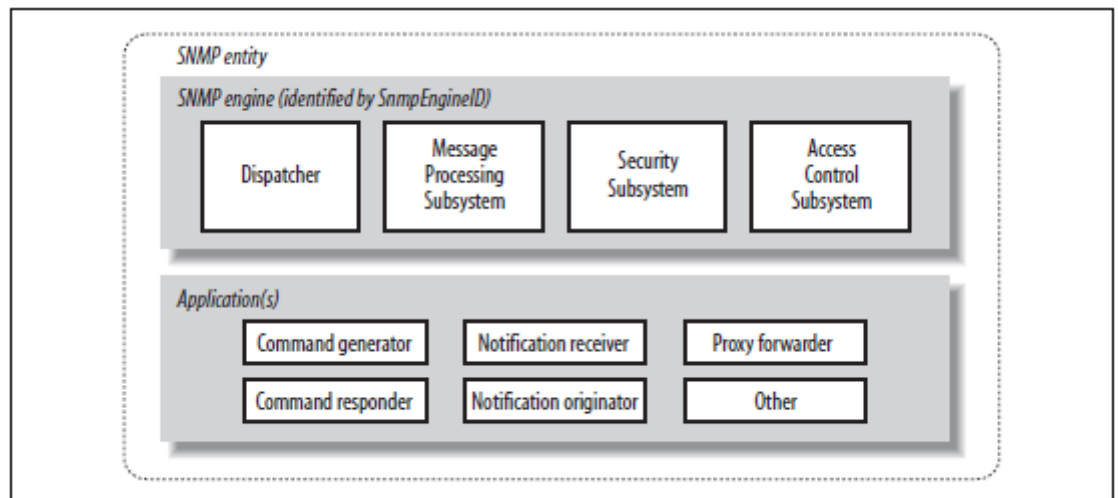 SNMP entity
SNMP engine (identified by SnmpEngineID)
Dispatcher
Message
Processing
Subsystem
Security
Subsystem
Access
Control
Subsystem
Application(s)
Command generator
Notification receiver
Proxy forwarder
Command responder
Notification originator
Other